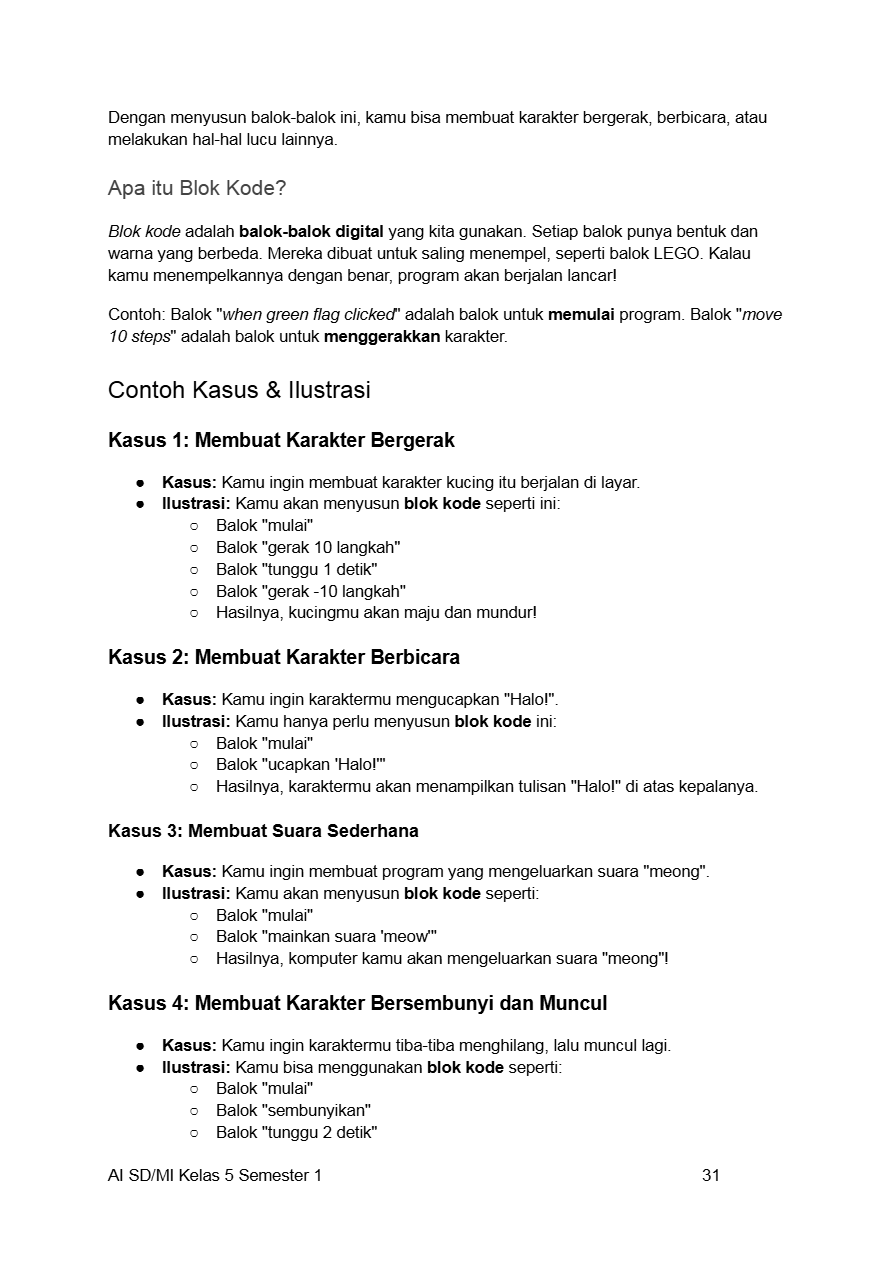 Dengan menyusun balok-balok ini, kamu bisa membuat karakter bergerak, berbicara, atau
melakukan hal-hal lucu lainnya.
Apa itu Blok Kode?
Blok kode adalah balok-balok digital yang kita gunakan. Setiap balok punya bentuk dan
warna yang berbeda. Mereka dibuat untuk saling menempel, seperti balok LEGO. Kalau
kamu menempelkannya dengan benar, program akan berjalan lancar!
Contoh: Balok "when green flag clicked" adalah balok untuk memulai program. Balok "move
10 steps" adalah balok untuk menggerakkan karakter.
Contoh Kasus & Ilustrasi
Kasus 1: Membuat Karakter Bergerak
● Kasus: Kamu ingin membuat karakter kucing itu berjalan di layar.
● Ilustrasi: Kamu akan menyusun blok kode seperti ini:
○ Balok "mulai"
○ Balok "gerak 10 langkah"
○ Balok "tunggu 1 detik"
○ Balok "gerak -10 langkah"
○ Hasilnya, kucingmu akan maju dan mundur!
Kasus 2: Membuat Karakter Berbicara
● Kasus: Kamu ingin karaktermu mengucapkan "Halo!".
● Ilustrasi: Kamu hanya perlu menyusun blok kode ini:
○ Balok "mulai"
○ Balok "ucapkan 'Halo!'"
○ Hasilnya, karaktermu akan menampilkan tulisan "Halo!" di atas kepalanya.
Kasus 3: Membuat Suara Sederhana
● Kasus: Kamu ingin membuat program yang mengeluarkan suara "meong".
● Ilustrasi: Kamu akan menyusun blok kode seperti:
○ Balok "mulai"
○ Balok "mainkan suara 'meow'"
○ Hasilnya, komputer kamu akan mengeluarkan suara "meong"!
Kasus 4: Membuat Karakter Bersembunyi dan Muncul
● Kasus: Kamu ingin karaktermu tiba-tiba menghilang, lalu muncul lagi.
● Ilustrasi: Kamu bisa menggunakan blok kode seperti:
○ Balok "mulai"
○ Balok "sembunyikan"
○ Balok "tunggu 2 detik"
AI SD/MI Kelas 5 Semester 1 31